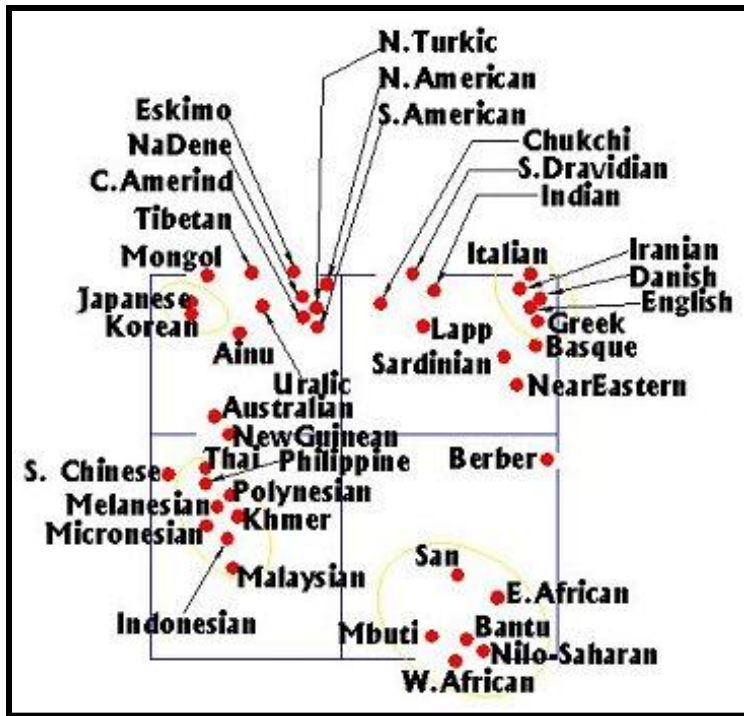 N.Turkic
N.American
S.American
Eskimo
NaDene
C.Amerind
Tibetan
Mongol
Chukchi
S.Dravidian
Indian
Italian
Iranian
Danish
English
Greek
Basque
Japanese
Korean
Ainu
Uralic
Lapp
Sardinian
NearEastern
Australian
NewGuinean
Thai
Philippine
S. Chinese
Berber
Melanesian
Polynesian
Micronesian
Khmer
Malaysian
Indonesian
San
E.African
Mbuti
Bantu
Nilo-Saharan
W.African